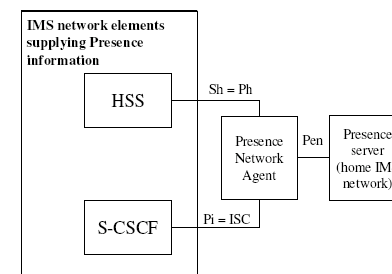 IMS network elements
supplying Presence
information
HSS
Sh = Ph
Presence
Network
Agent
Pen
Presence
server
(home IM
network)
S-CSCF
Pi = ISC